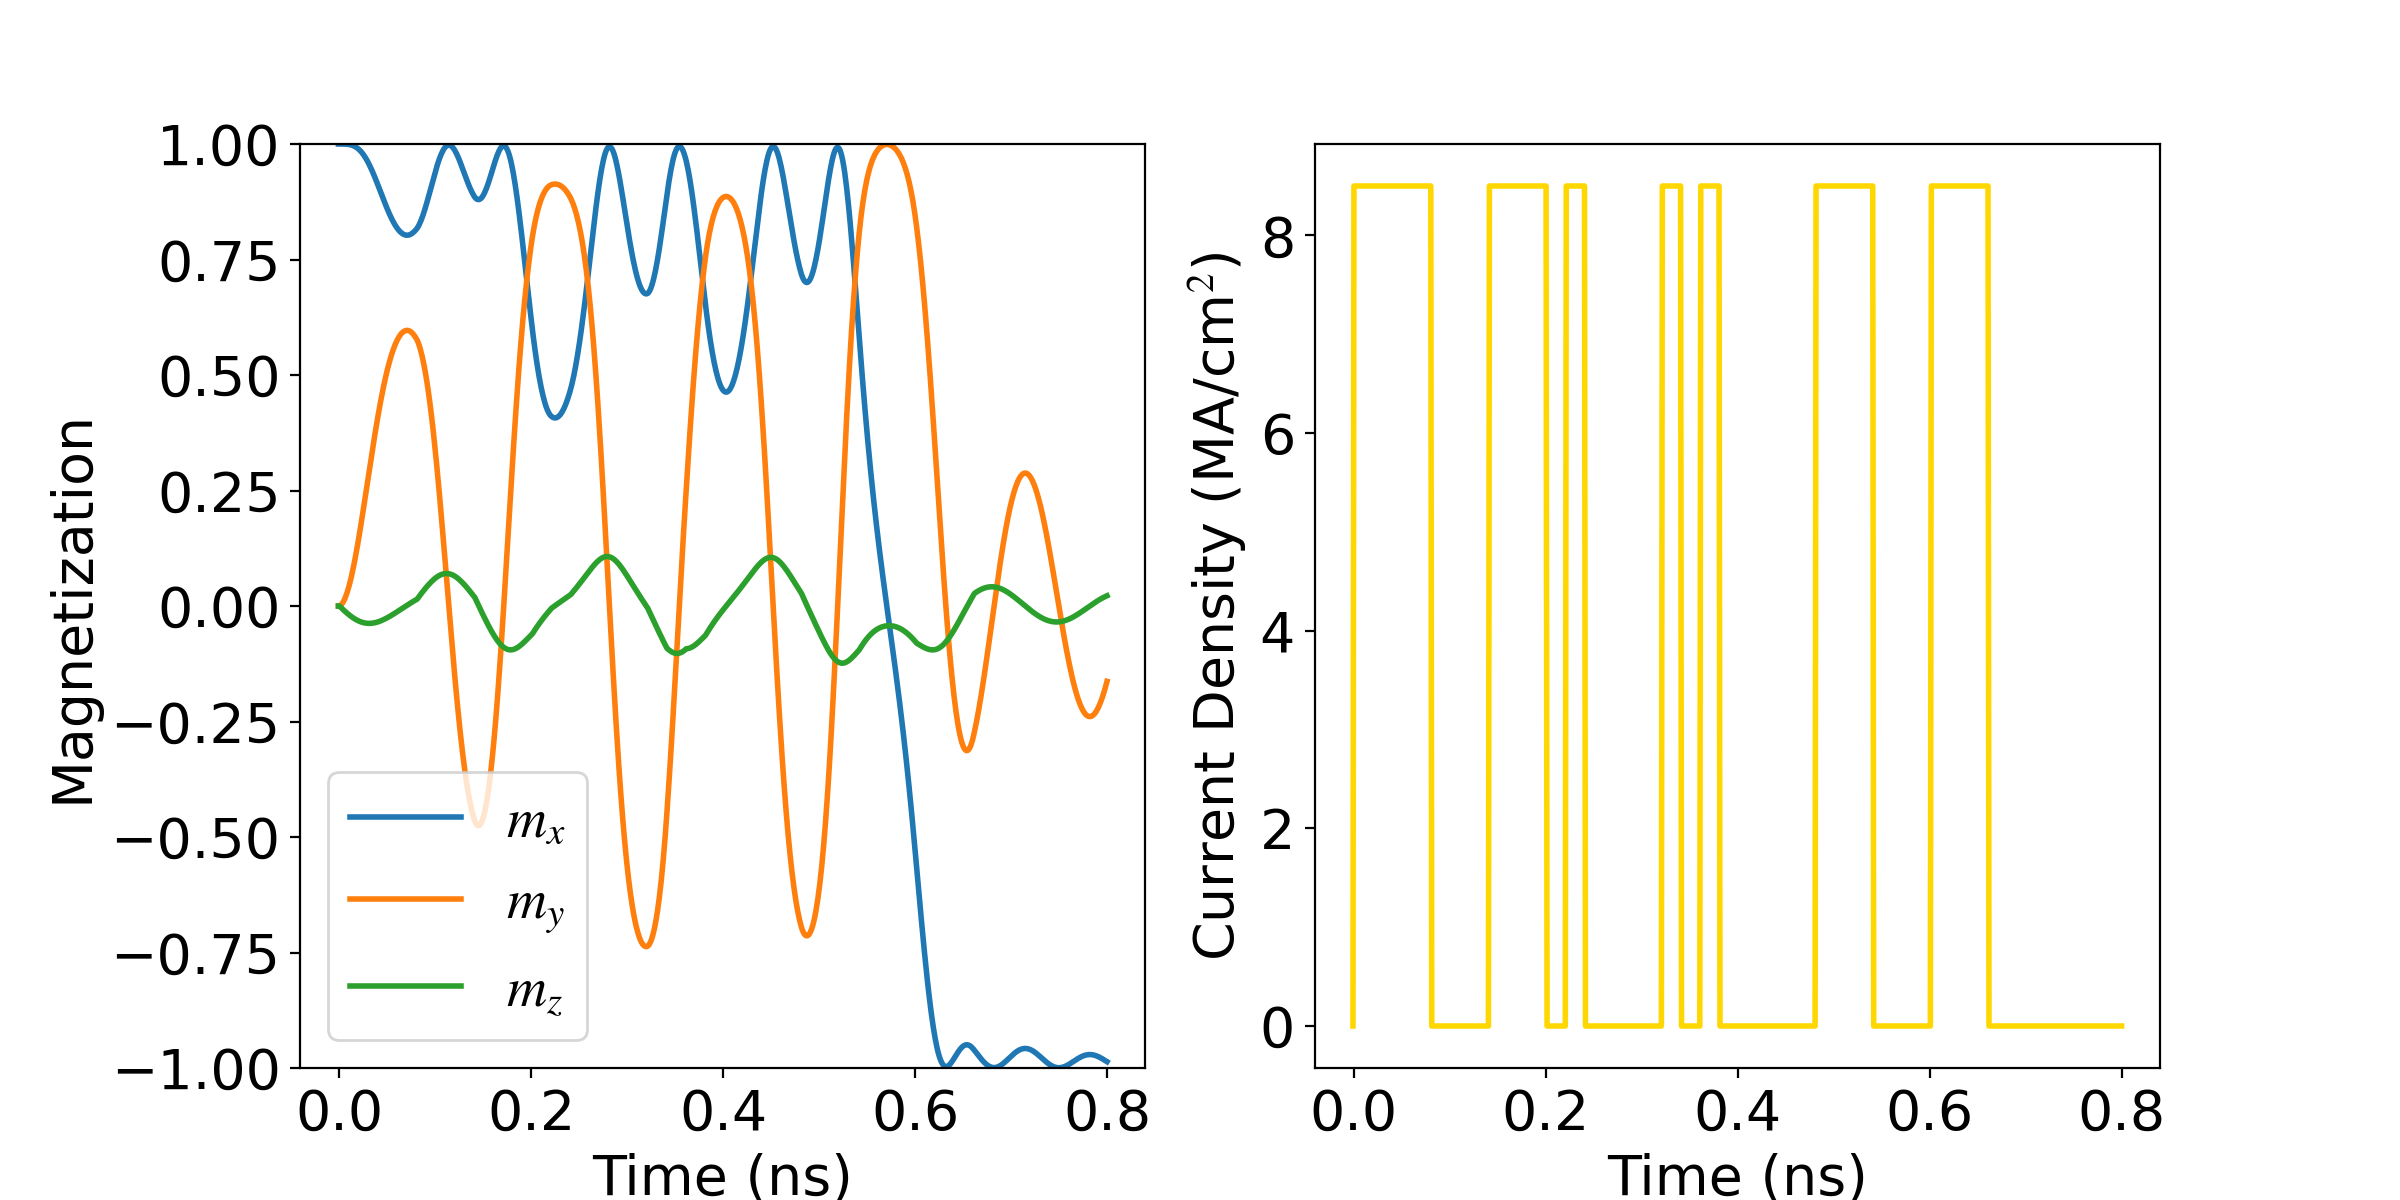 Magnetization
1.00
0.75
0.50
0.25
0.00
−0.25
−0.50
−0.75
−1.00
m_x
m_y
m_z
0.0 0.2 0.4 0.6 0.8
Time (ns)
Current Density (MA/cm²)
8
6
4
2
0
0.0 0.2 0.4 0.6 0.8
Time (ns)